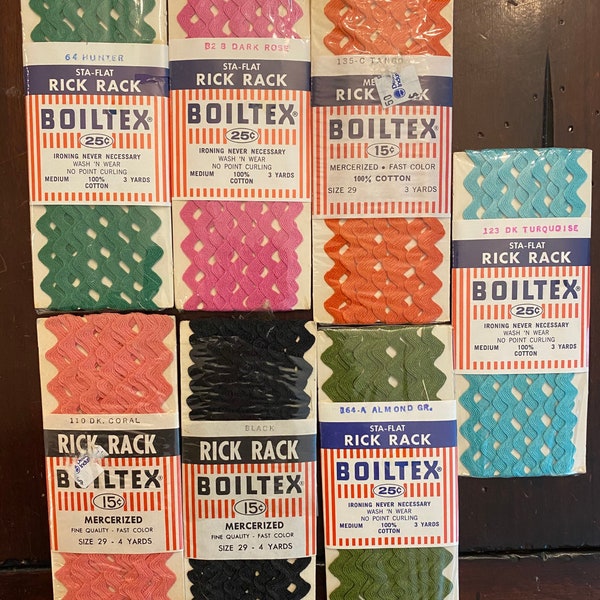 64 HUNTER
STA-FLAT
RICK RACK
BOILTEX®
25¢
IRONING NEVER NECESSARY
WASH 'N WEAR
NO POINT CURLING
MEDIUM 100% COTTON 3 YARDS
B2 B DARK ROSE
STA-FLAT
RICK RACK
BOILTEX®
25¢
IRONING NEVER NECESSARY
WASH 'N WEAR
NO POINT CURLING
MEDIUM 100% COTTON 3 YARDS
135-C TANGO
RICK RACK
BOILTEX
15¢
MERCERIZED • FAST COLOR
100% COTTON
SIZE 29 3 YARDS
123 DK TURQUOISE
STA-FLAT
RICK RACK
BOILTEX®
25¢
IRONING NEVER NECESSARY
WASH 'N WEAR
NO POINT CURLING
MEDIUM 100% COTTON 3 YARDS
110 DK. CORAL
RICK RACK
BOILTEX
15¢
MERCERIZED
FINE QUALITY - FAST COLOR
SIZE 29 - 4 YARDS
BLACK
RICK RACK
BOILTEX
15¢
MERCERIZED
FINE QUALITY - FAST COLOR
SIZE 29 - 4 YARDS
364-A ALMOND GR.
STA-FLAT
RICK RACK
BOILTEX®
25¢
IRONING NEVER NECESSARY
WASH 'N WEAR
NO POINT CURLING
MEDIUM 100% COTTON 3 YARDS